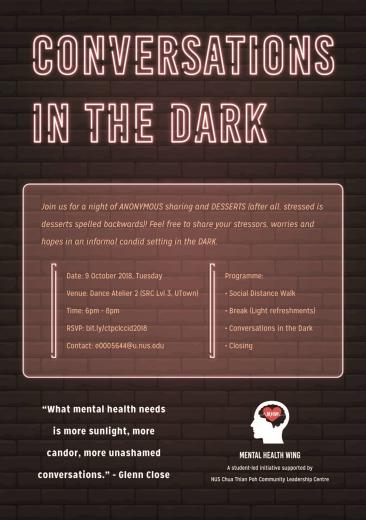 CONVERSATIONS
IN THE DARK
Join us for a night of ANONYMOUS sharing and DESSERTS (after all, stressed is
desserts spelled backwards)! Feel free to share your stressors, worries and
hopes in an informal candid setting in the DARK.
Date: 9 October 2018, Tuesday
Venue: Dance Atelier 2 (SRC Lvl 3, UTown)
Time: 6pm - 8pm
RSVP: bit.ly/ctpclccid2018
Contact: e0005644@u.nus.edu
Programme:
• Social Distance Walk
• Break (Light refreshments)
• Conversations in the Dark
• Closing
"What mental health needs
is more sunlight, more
candor, more unashamed
conversations." - Glenn Close
MENTAL HEALTH WING
A student-led initiative supported by
NUS Chua Thian Poh Community Leadership Centre